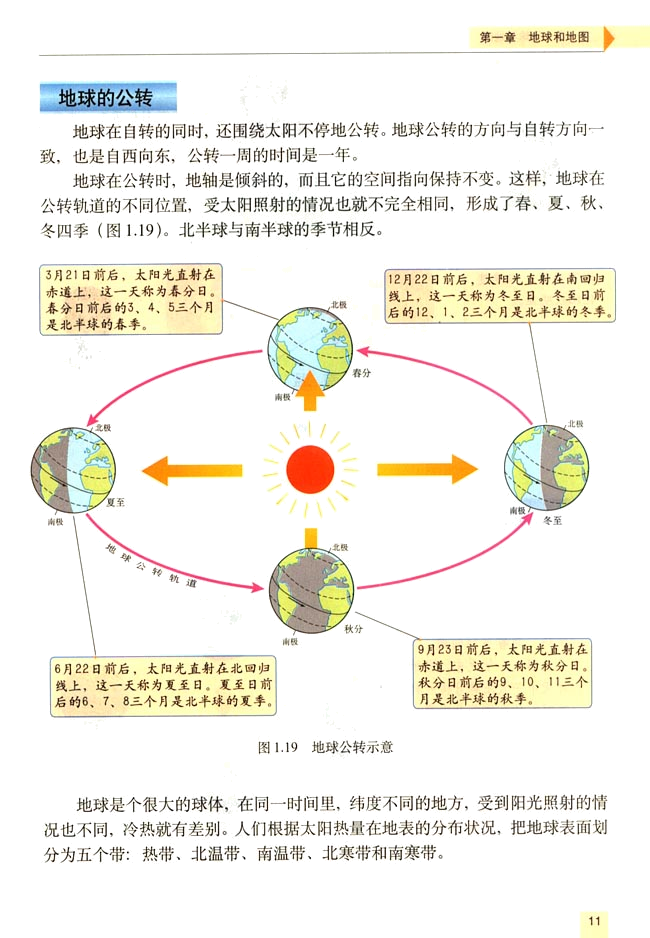 第一章 地球和地图
地球的公转
地球在自转的同时，还围绕太阳不停地公转。地球公转的方向与自转方向一
致，也是自西向东，公转一周的时间是一年。
地球在公转时，地轴是倾斜的，而且它的空间指向保持不变。这样，地球在
公转轨道的不同位置，受太阳照射的情况也就不完全相同，形成了春、夏、秋、
冬四季（图1.19）。北半球与南半球的季节相反。
3月21日前后，太阳光直射在
赤道上，这一天称为春分日。
春分日前后的3、4、5三个月
是北半球的春季。
12月22日前后，太阳光直射在南回归
线上，这一天称为冬至日。冬至日前
后的12、1、2三个月是北半球的冬季。
北极
春分
南极
北极
夏至
南极
北极
南极
冬至
地球公转轨道
北极
秋分
南极
6月22日前后，太阳光直射在北回归
线上，这一天称为夏至日。夏至日前
后的6、7、8三个月是北半球的夏季。
9月23日前后，太阳光直射在
赤道上，这一天称为秋分日。
秋分日前后的9、10、11三个
月是北半球的秋季。
图1.19 地球公转示意
地球是个很大的球体，在同一时间里，纬度不同的地方，受到阳光照射的情
况也不同，冷热就有差别。人们根据太阳热量在地表的分布状况，把地球表面划
分为五个带：热带、北温带、南温带、北寒带和南寒带。
11